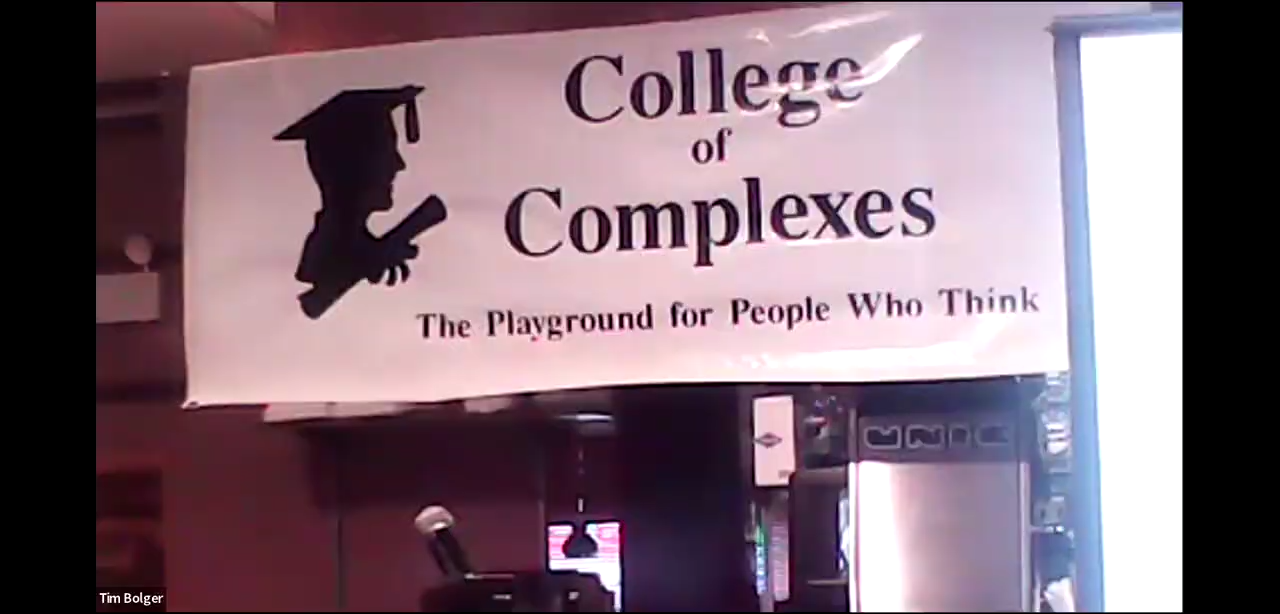 College
of
Complexes
The Playground for People Who Think
Tim Bolger